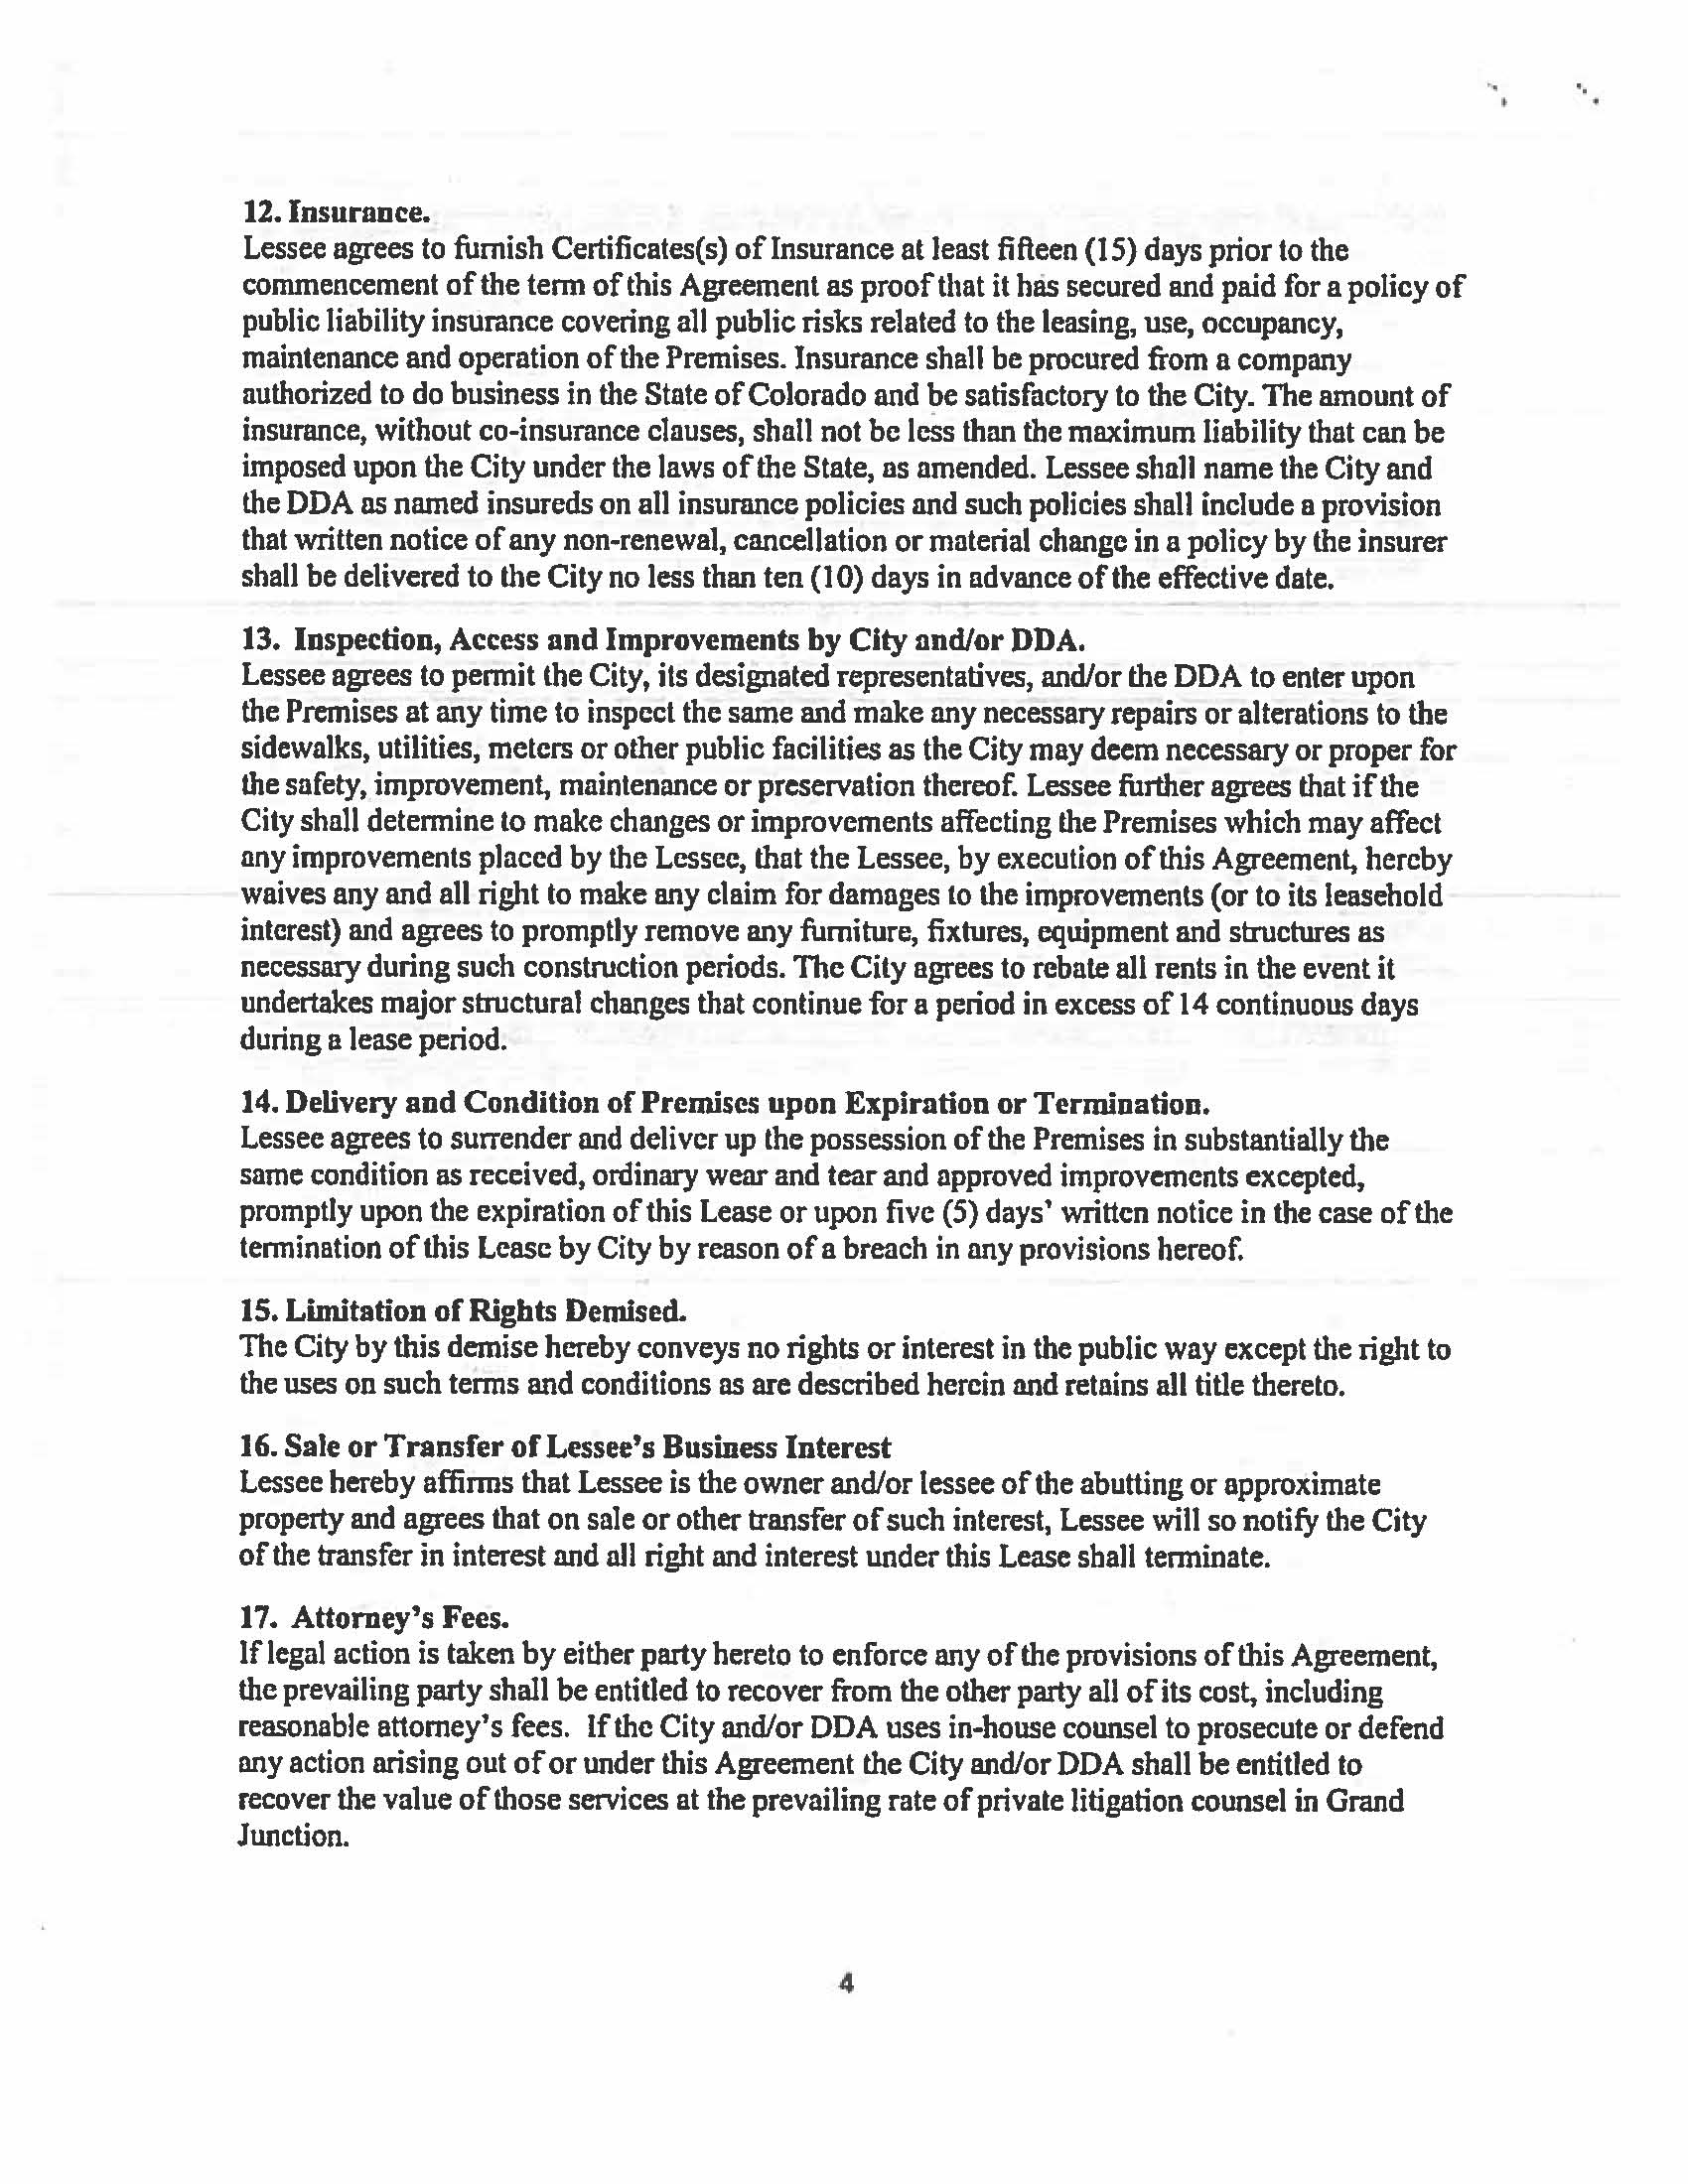 12. Insurance.
Lessee agrees to furnish Certificates(s) of Insurance at least fifteen (15) days prior to the
commencement of the term of this Agreement as proof that it has secured and paid for a policy of
public liability insurance covering all public risks related to the leasing, use, occupancy,
maintenance and operation of the Premises. Insurance shall be procured from a company
authorized to do business in the State of Colorado and be satisfactory to the City. The amount of
insurance, without co-insurance clauses, shall not be less than the maximum liability that can be
imposed upon the City under the laws of the State, as amended. Lessee shall name the City and
the DDA as named insureds on all insurance policies and such policies shall include a provision
that written notice of any non-renewal, cancellation or material change in a policy by the insurer
shall be delivered to the City no less than ten (10) days in advance of the effective date.
13. Inspection, Access and Improvements by City and/or DDA.
Lessee agrees to permit the City, its designated representatives, and/or the DDA to enter upon
the Premises at any time to inspect the same and make any necessary repairs or alterations to the
sidewalks, utilities, meters or other public facilities as the City may deem necessary or proper for
the safety, improvement, maintenance or preservation thereof. Lessee further agrees that if the
City shall determine to make changes or improvements affecting the Premises which may affect
any improvements placed by the Lessee, that the Lessee, by execution of this Agreement, hereby
waives any and all right to make any claim for damages to the improvements (or to its leasehold
interest) and agrees to promptly remove any furniture, fixtures, equipment and structures as
necessary during such construction periods. The City agrees to rebate all rents in the event it
undertakes major structural changes that continue for a period in excess of 14 continuous days
during a lease period.
14. Delivery and Condition of Premises upon Expiration or Termination.
Lessee agrees to surrender and deliver up the possession of the Premises in substantially the
same condition as received, ordinary wear and tear and approved improvements excepted,
promptly upon the expiration of this Lease or upon five (5) days' written notice in the case of the
termination of this Lease by City by reason of a breach in any provisions hereof.
15. Limitation of Rights Demised.
The City by this demise hereby conveys no rights or interest in the public way except the right to
the uses on such terms and conditions as are described herein and retains all title thereto.
16. Sale or Transfer of Lessee's Business Interest
Lessee hereby affirms that Lessee is the owner and/or lessee of the abutting or approximate
property and agrees that on sale or other transfer of such interest, Lessee will so notify the City
of the transfer in interest and all right and interest under this Lease shall terminate.
17. Attorney's Fees.
If legal action is taken by either party hereto to enforce any of the provisions of this Agreement,
the prevailing party shall be entitled to recover from the other party all of its cost, including
reasonable attorney's fees. If the City and/or DDA uses in-house counsel to prosecute or defend
any action arising out of or under this Agreement the City and/or DDA shall be entitled to
recover the value of those services at the prevailing rate of private litigation counsel in Grand
Junction.
4